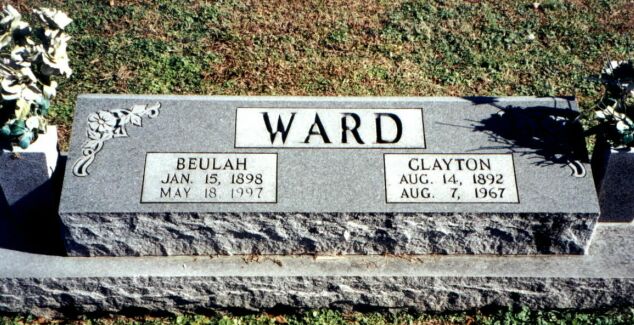 WARD
BEULAH
JAN. 15, 1898
MAY 18 1997
CLAYTON
AUG. 14, 1892
AUG. 7, 1967